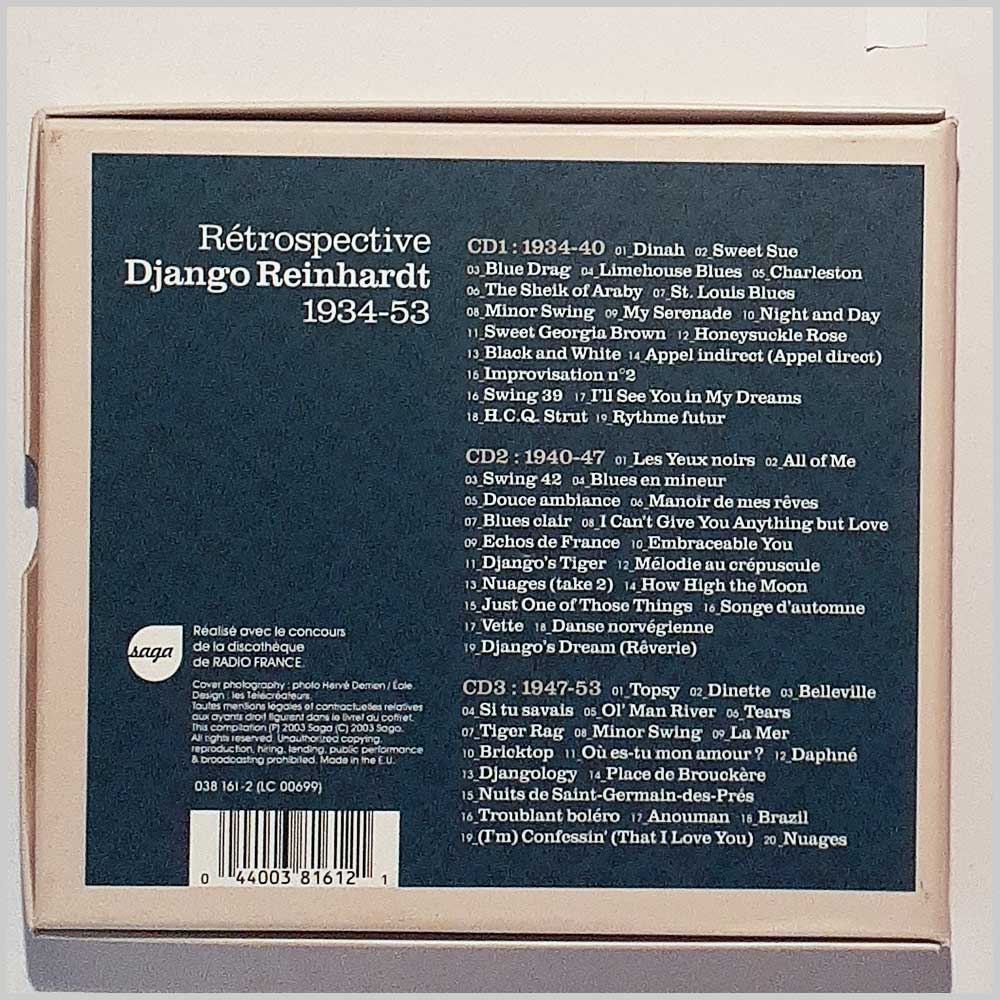 Rétrospective
Django Reinhardt
1934-53
CD1 : 1934-40 01_Dinah 02_Sweet Sue
03_Blue Drag 04_Limehouse Blues 05_Charleston
06_The Sheik of Araby 07_St. Louis Blues
08_Minor Swing 09_My Serenade 10_Night and Day
11_Sweet Georgia Brown 12_Honeysuckle Rose
13_Black and White 14_Appel indirect (Appel direct)
15_Improvisation n°2
16_Swing 39 17_I'll See You in My Dreams
18_H.C.Q. Strut 19_Rythme futur
CD2 : 1940-47 01_Les Yeux noirs 02_All of Me
03_Swing 42 04_Blues en mineur
05_Douce ambiance 06_Manoir de mes rêves
07_Blues clair 08_I Can't Give You Anything but Love
09_Echos de France 10_Embraceable You
11_Django's Tiger 12_Mélodie au crépuscule
13_Nuages (take 2) 14_How High the Moon
15_Just One of Those Things 16_Songe d'automne
17_Vette 18_Danse norvégienne
19_Django's Dream (Rêverie)
CD3 : 1947-53 01_Topsy 02_Dinette 03_Belleville
04_Si tu savais 05_Ol' Man River 06_Tears
07_Tiger Rag 08_Minor Swing 09_La Mer
10_Bricktop 11_Où es-tu mon amour ? 12_Daphné
13_Djangology 14_Place de Brouckère
15_Nuits de Saint-Germain-des-Prés
16_Troublant boléro 17_Anouman 18_Brazil
19_(I'm) Confessin' (That I Love You) 20_Nuages
saga
Réalisé avec le concours
de la discothèque
de RADIO FRANCE.
Cover photography : photo Hervé Derrien / Eole.
Design : les Télécréateurs.
Toutes mentions légales et contractuelles relatives
aux ayants droit figurent dans le livret du coffret.
This compilation (P) 2003 Saga (C) 2003 Saga.
All rights reserved. Unauthorized copying,
reproduction, hiring, lending, public performance
& broadcasting prohibited. Made in the E.U.
038 161-2 (LC 00699)
0 44003 81612 1